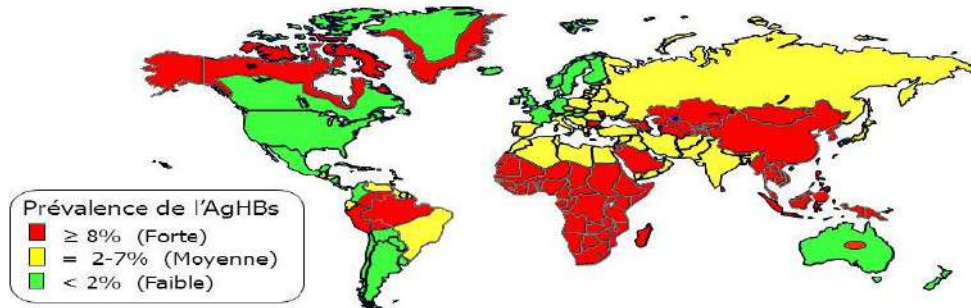 Prévalence de l'AgHBs
≥ 8% (Forte)
= 2-7% (Moyenne)
< 2% (Faible)